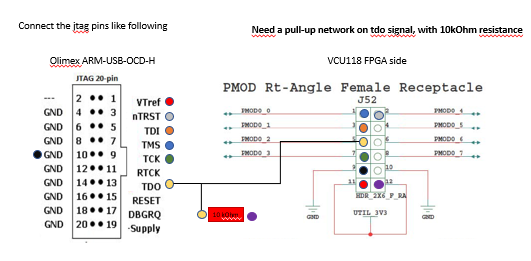 Connect the jtag pins like following
Need a pull-up network on tdo signal, with 10kOhm resistance
Olimex ARM-USB-OCD-H
VCU118 FPGA side
JTAG 20-pin
--- 2 1 VTref
GND 4 3 nTRST
GND 6 5 TDI
GND 8 7 TMS
GND 10 9 TCK
GND 12 11 RTCK
GND 14 13 TDO
GND 16 15 RESET
GND 18 17 DBGRQ
GND 20 19 -Supply
10 kOhm
PMOD Rt-Angle Female Receptacle
J52
PMOD0_0 1 2 PMOD0_4
PMOD0_1 3 PMOD0_5
PMOD0_2 5 6 PMOD0_6
PMOD0_3 7 8 PMOD0_7
9 10
11 12
HDR_2X6_F_RA
GND
UTIL_3V3
GND